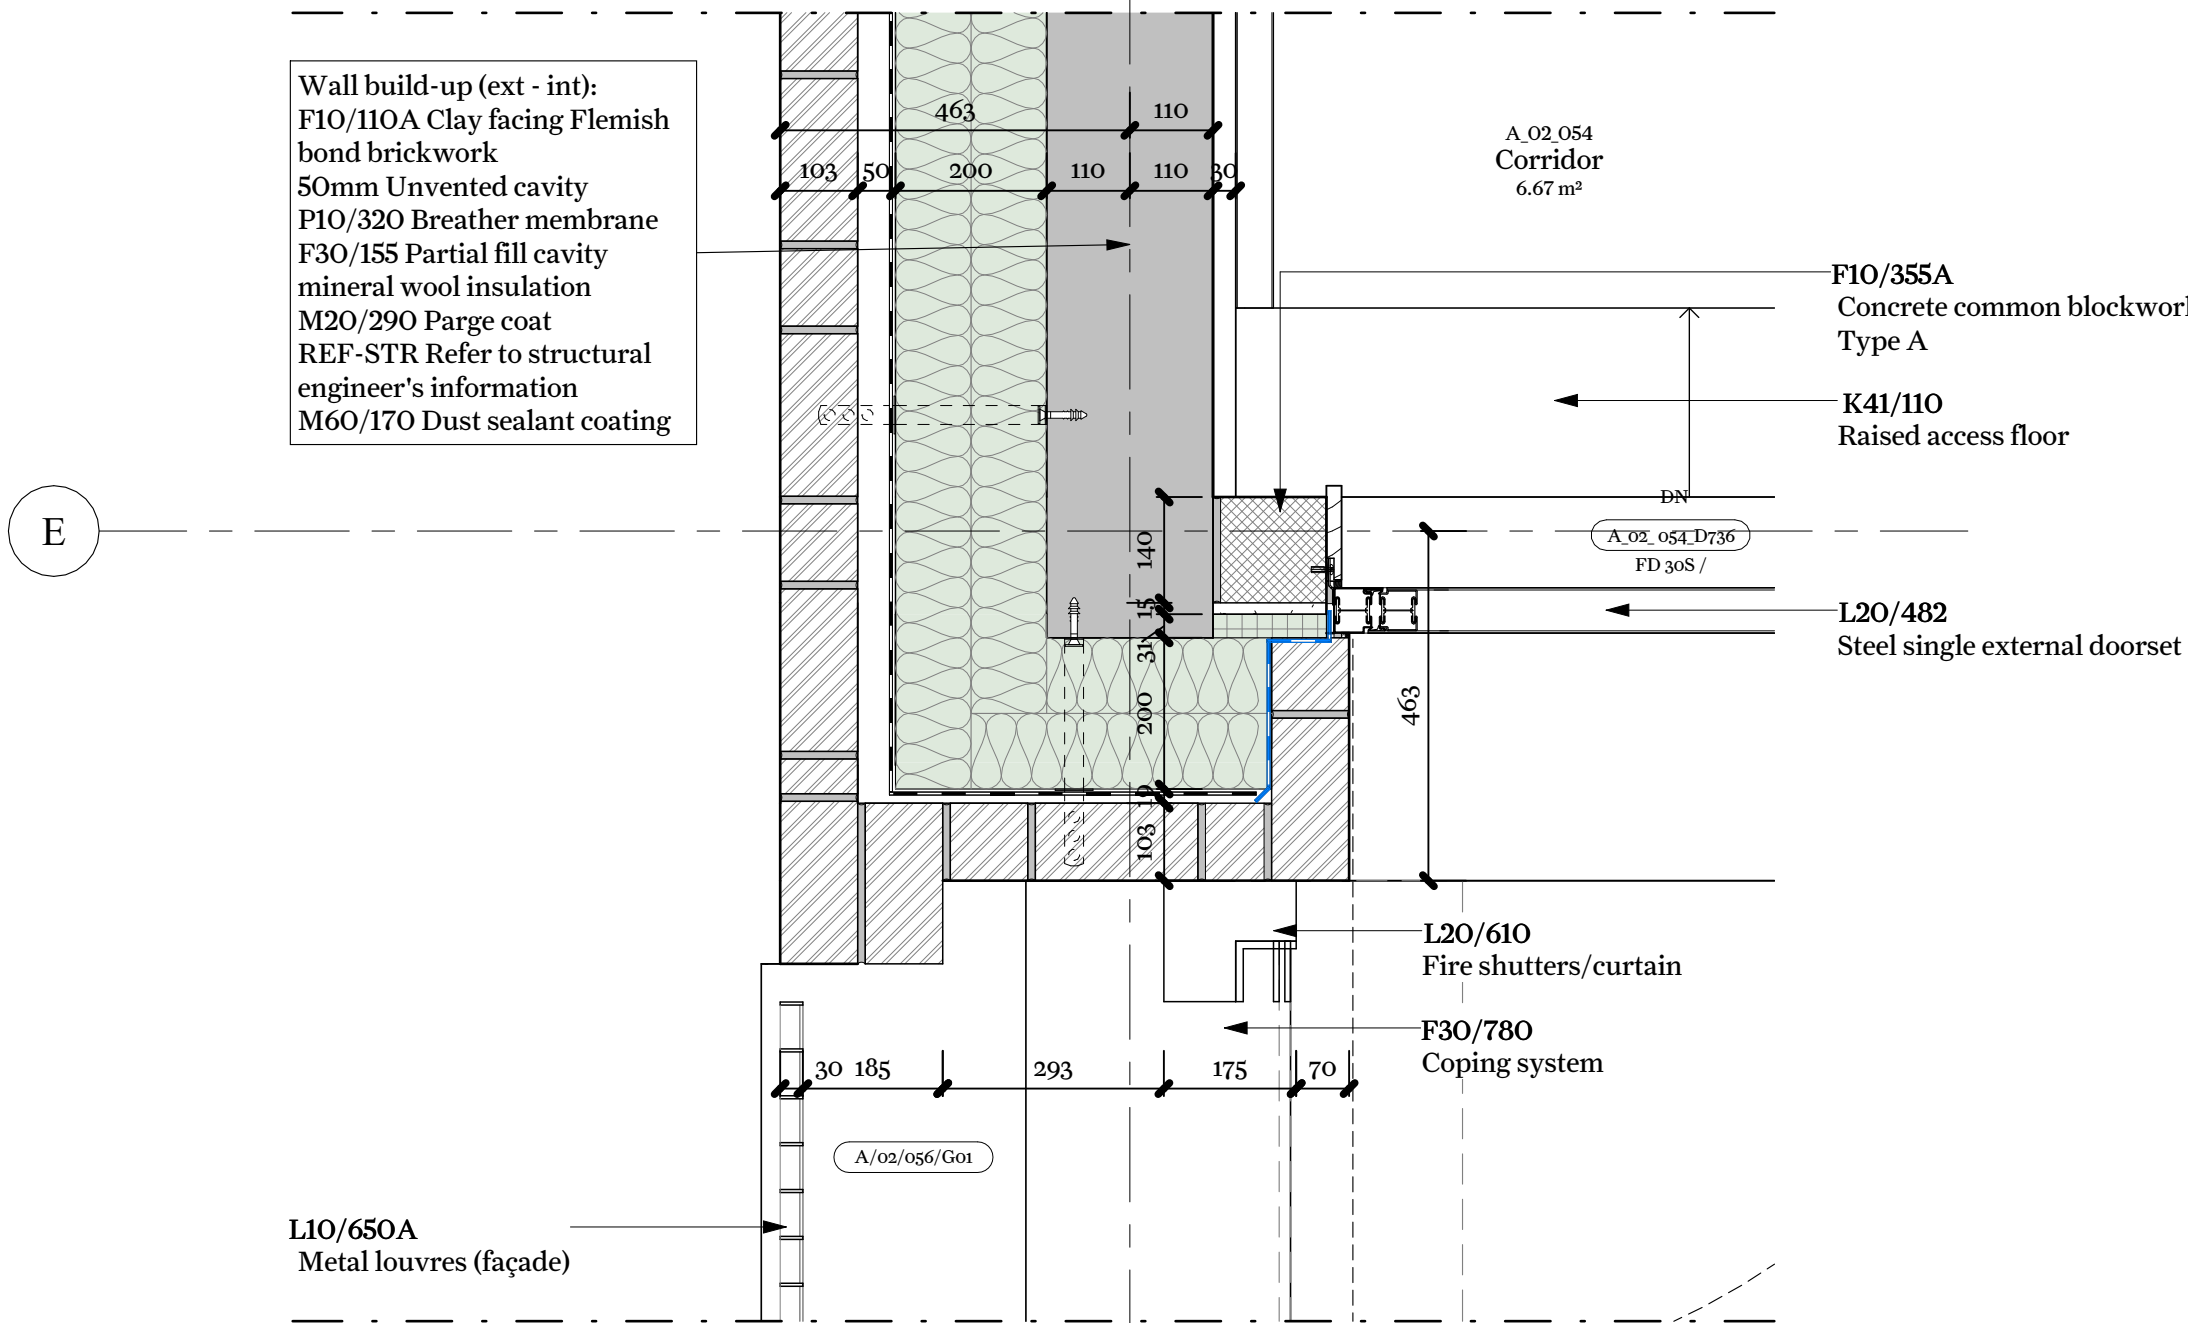 Wall build-up (ext - int):
F10/110A Clay facing Flemish
bond brickwork
50mm Unvented cavity
P10/320 Breather membrane
F30/155 Partial fill cavity
mineral wool insulation
M20/290 Parge coat
REF-STR Refer to structural
engineer's information
M60/170 Dust sealant coating
463 110
103 50 200 110 110 30
A_02_054
Corridor
6.67 m²
F10/355A
Concrete common blockwork
Type A
K41/110
Raised access floor
DN
E
A_02_ 054_D736
FD 30S /
140
15
31
200
19
103
463
L20/482
Steel single external doorset
L20/610
Fire shutters/curtain
F30/780
Coping system
30 185 293 175 70
A/02/056/G01
L10/650A
Metal louvres (façade)